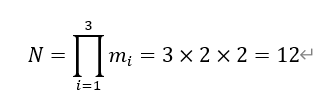 N = ∏_{i=1}^{3} m_i = 3 × 2 × 2 = 12↵